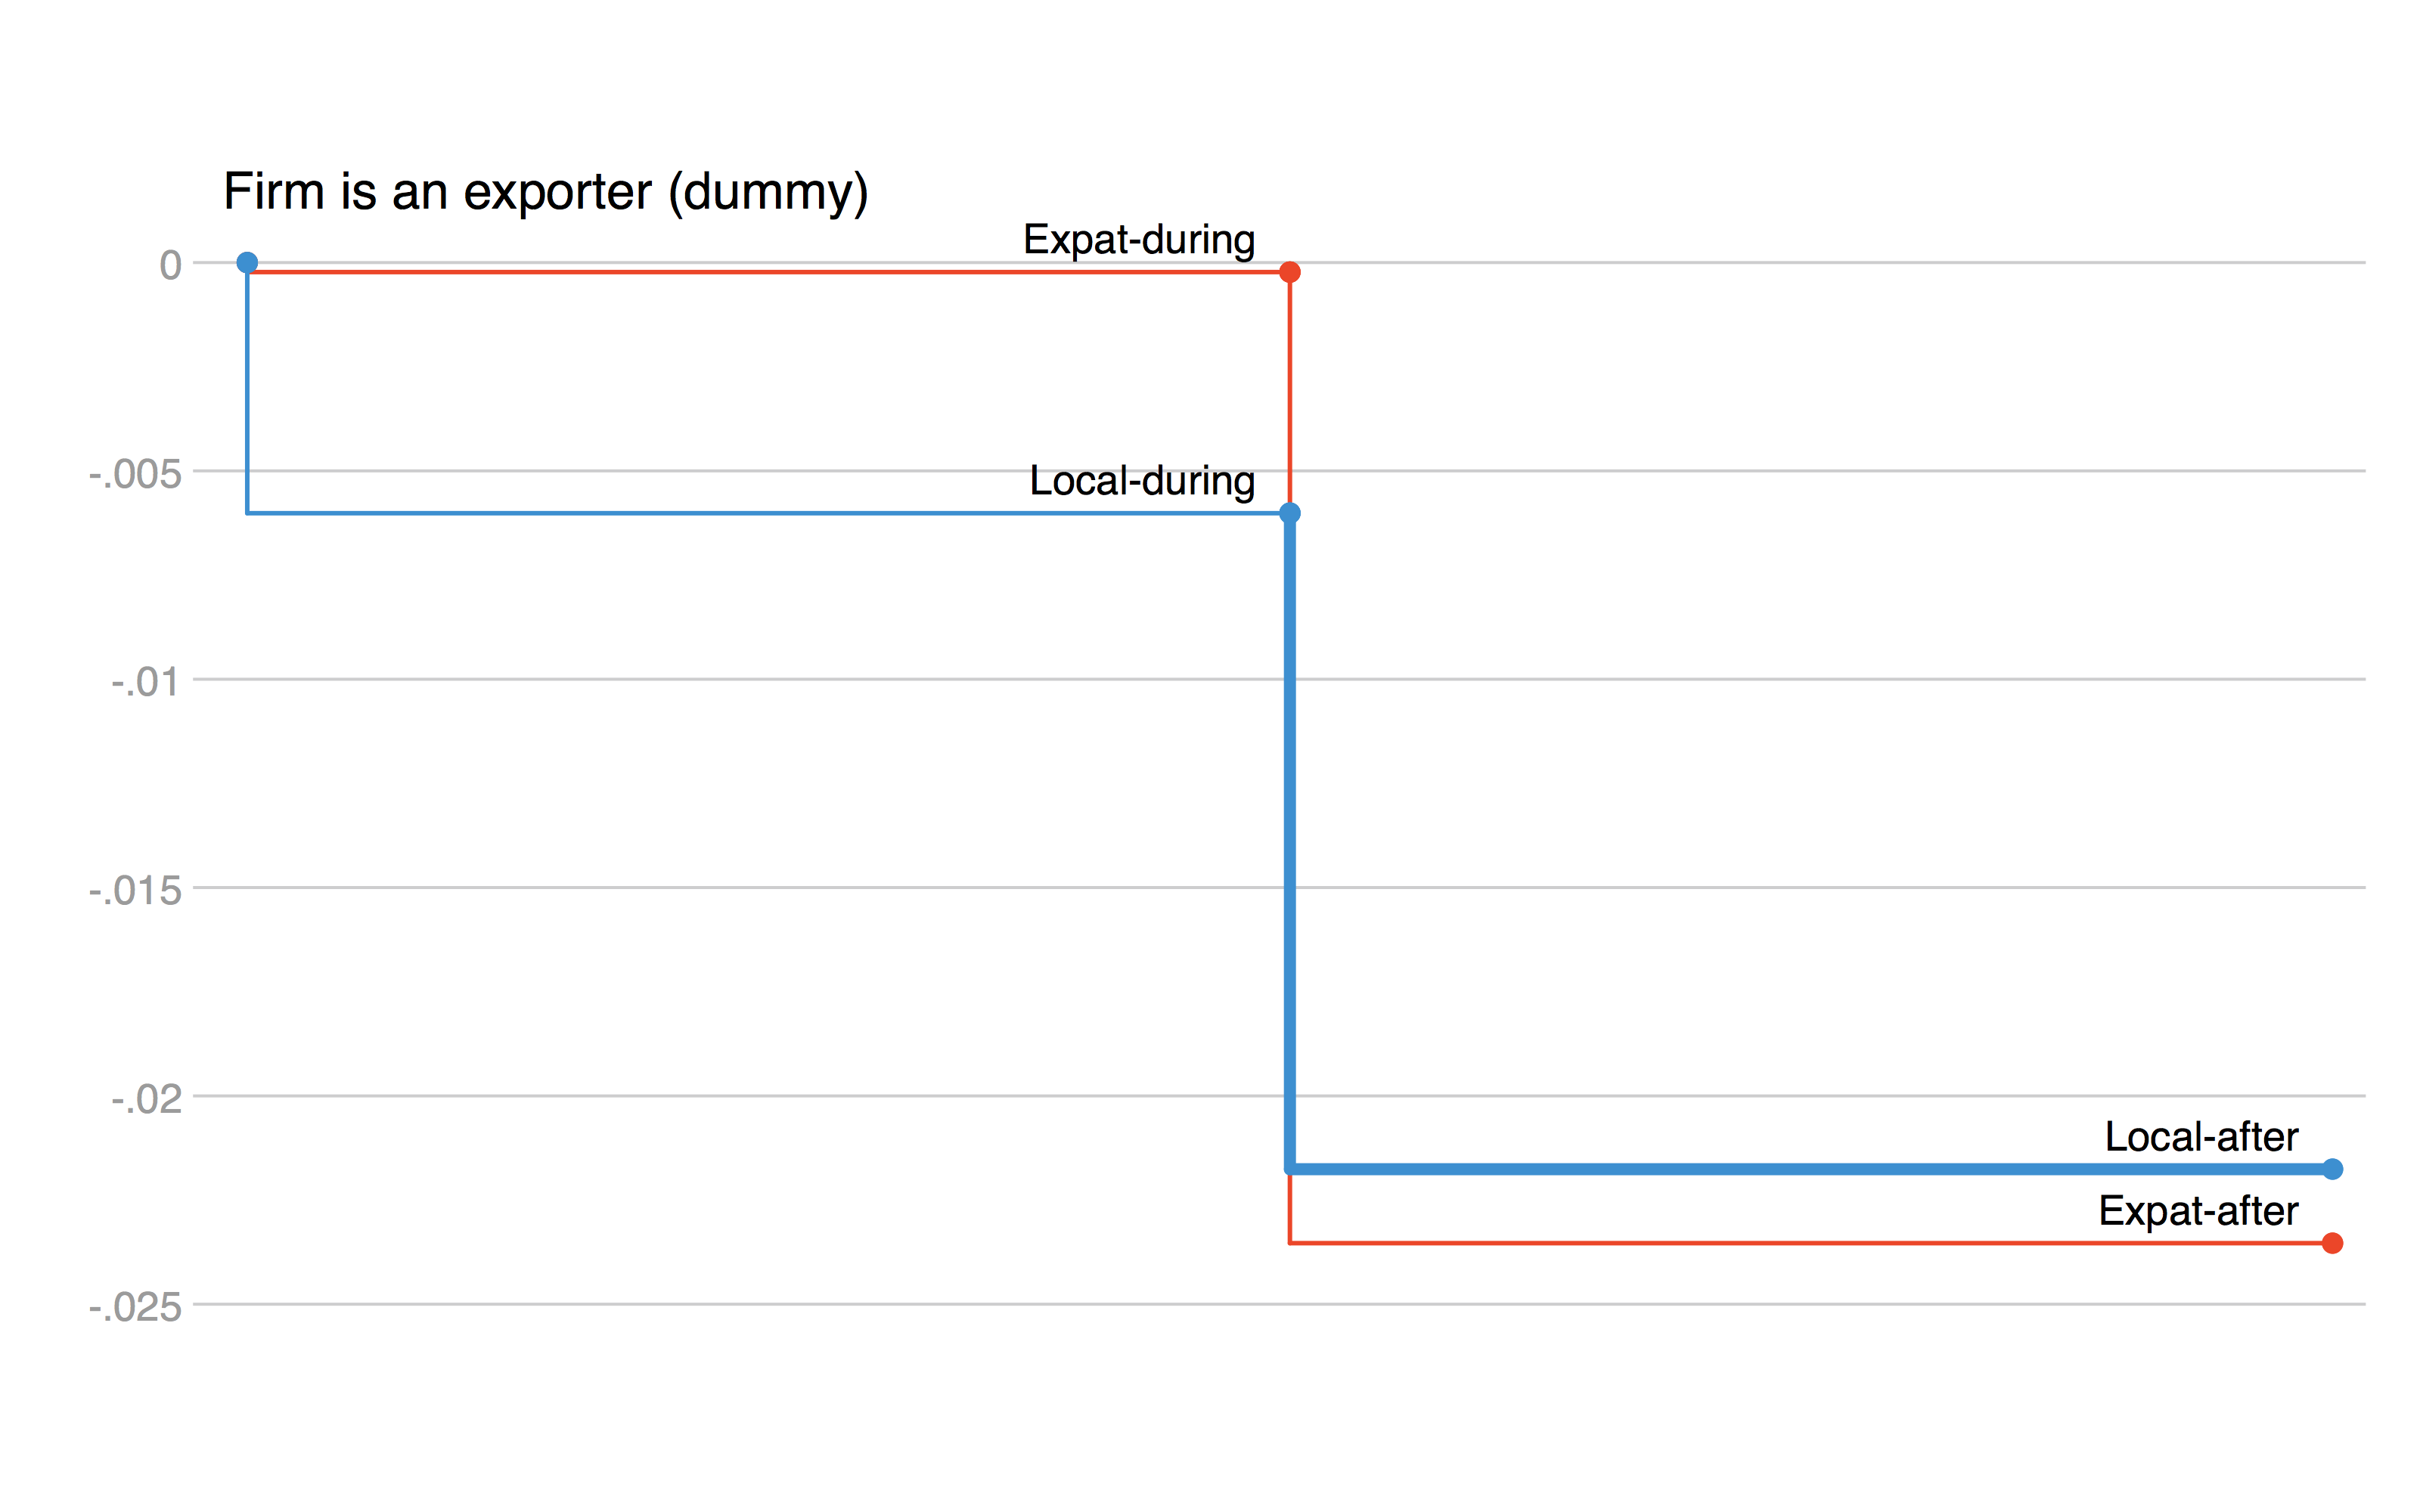 Firm is an exporter (dummy)
Expat-during
0
Local-during
-.005
-.01
-.015
-.02
Local-after
Expat-after
-.025